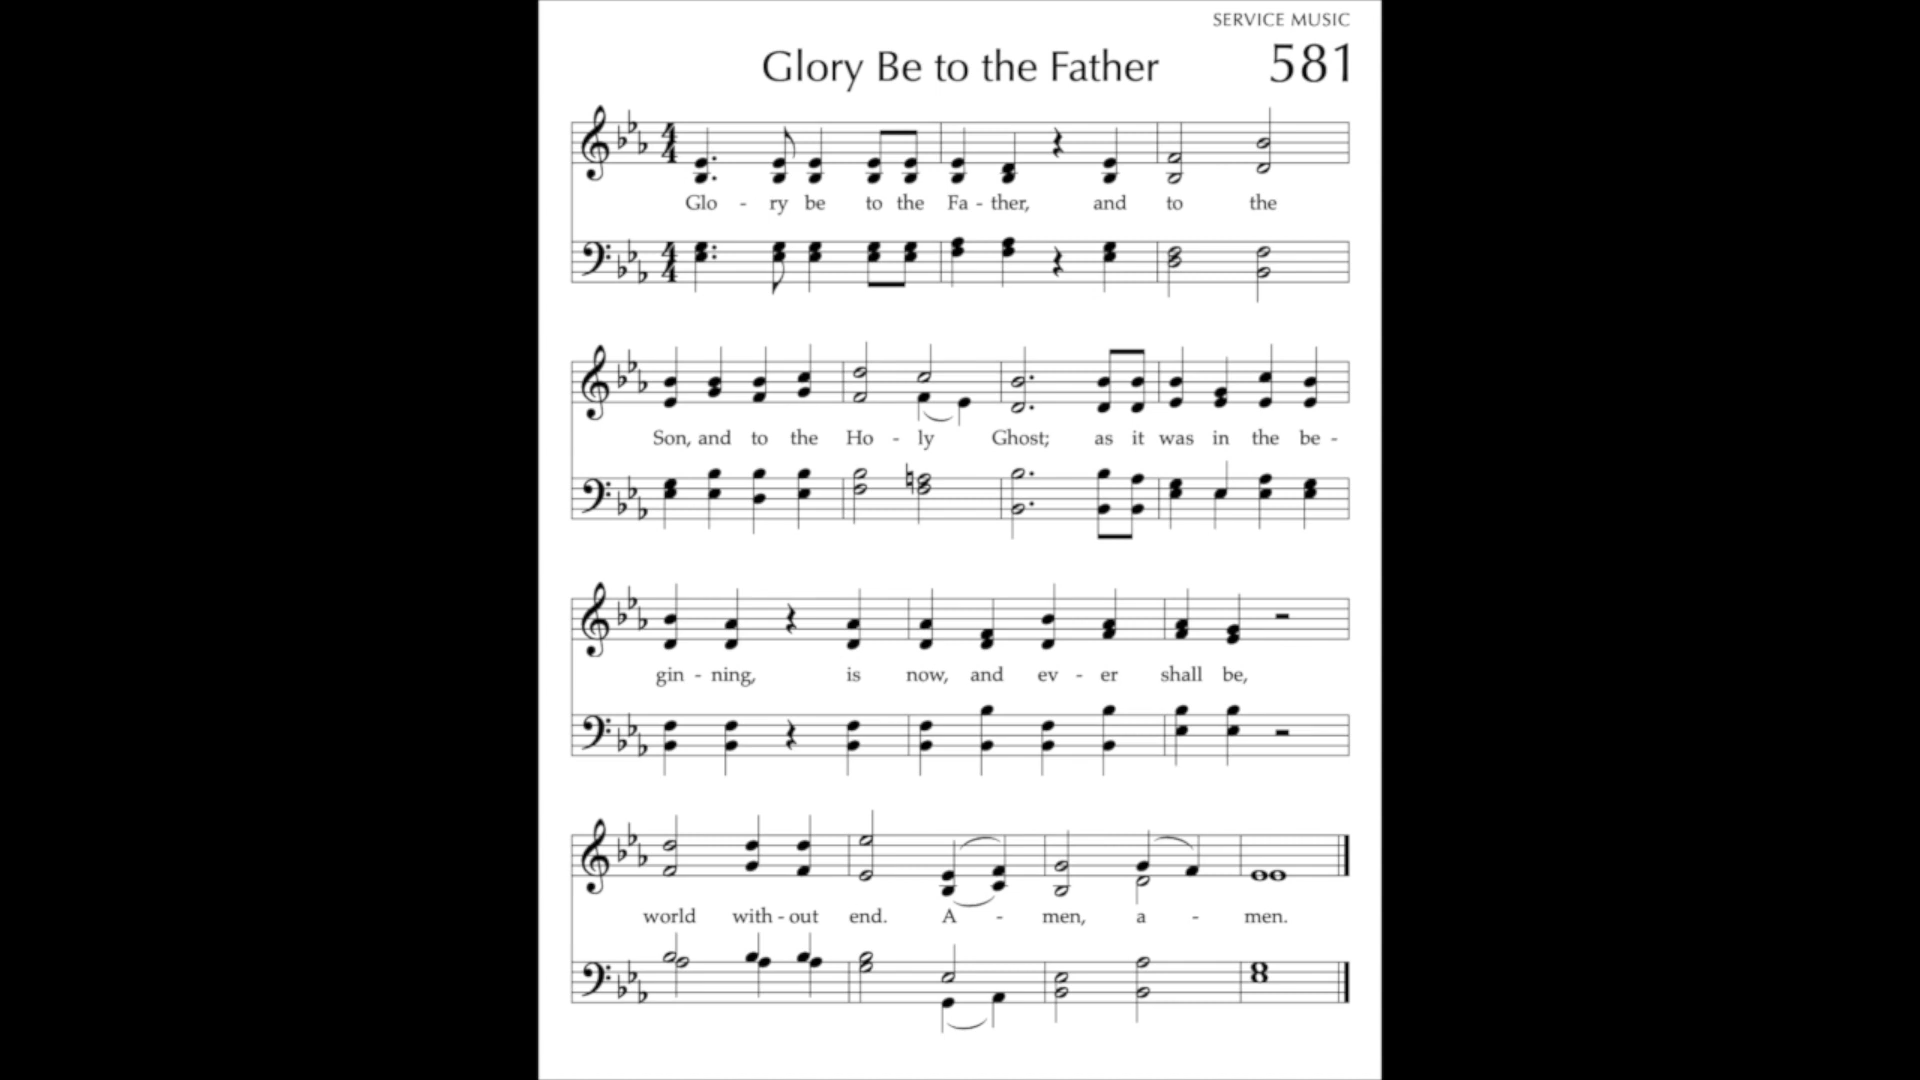 SERVICE MUSIC
Glory Be to the Father 581
Glo - ry be to the Fa - ther, and to the
Son, and to the Ho - ly Ghost; as it was in the be -
gin - ning, is now, and ev - er shall be,
world with - out end. A - men, a - men.